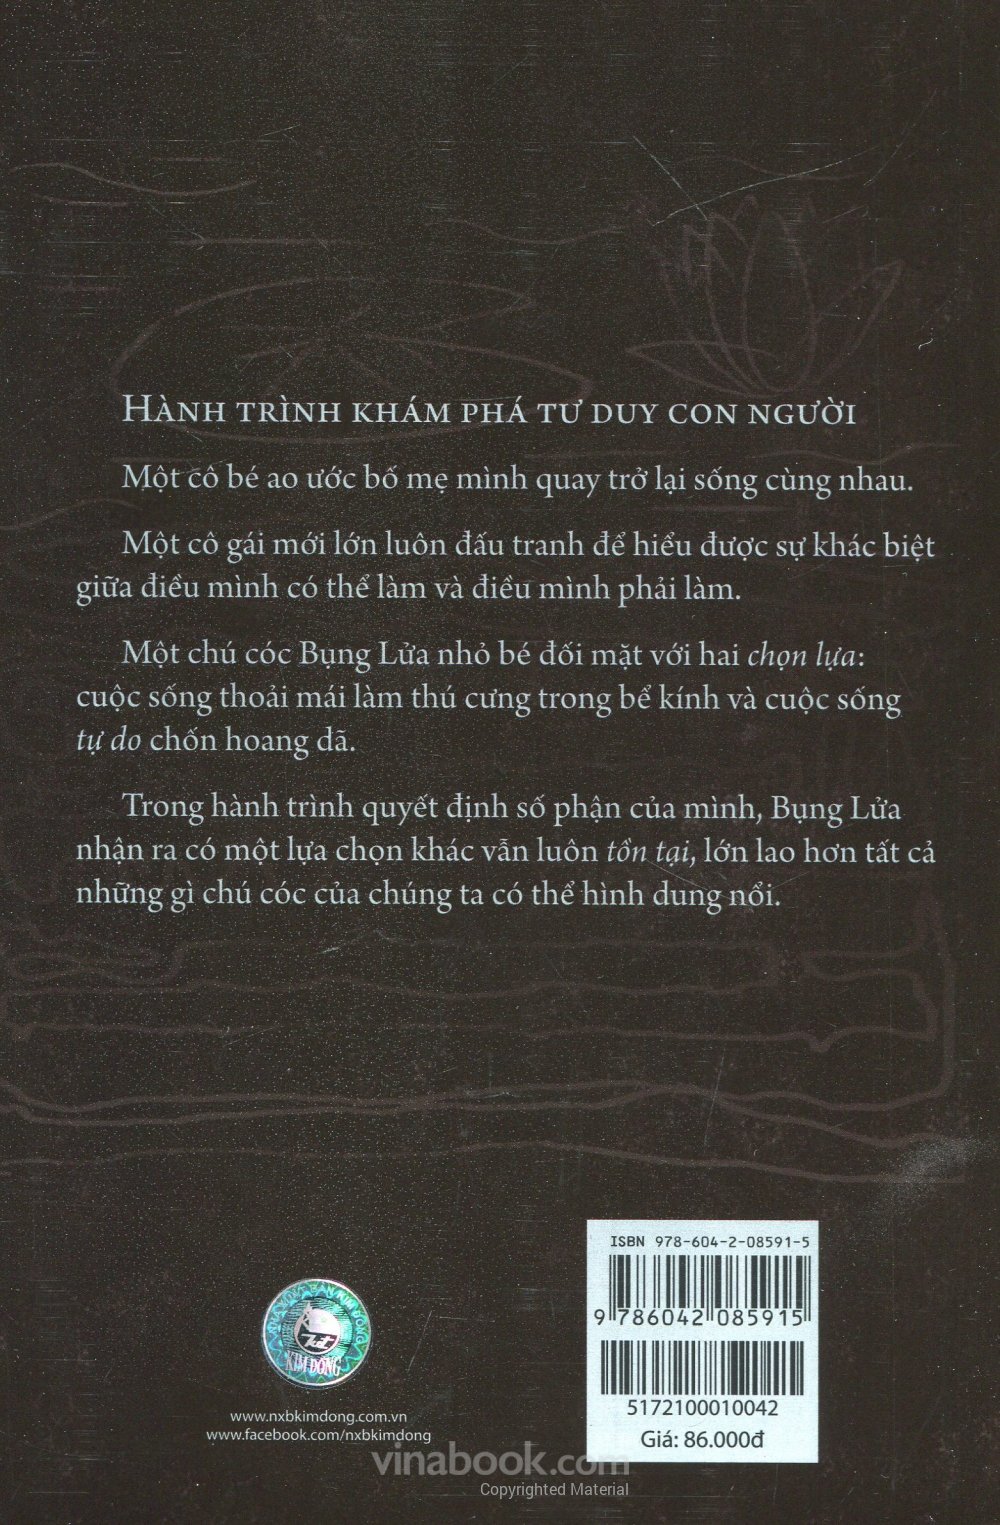 HÀNH TRÌNH KHÁM PHÁ TƯ DUY CON NGƯỜI
Một cô bé ao ước bố mẹ mình quay trở lại sống cùng nhau.
Một cô gái mới lớn luôn đấu tranh để hiểu được sự khác biệt
giữa điều mình có thể làm và điều mình phải làm.
Một chú cóc Bụng Lửa nhỏ bé đối mặt với hai chọn lựa:
cuộc sống thoải mái làm thú cưng trong bể kính và cuộc sống
tự do chốn hoang dã.
Trong hành trình quyết định số phận của mình, Bụng Lửa
nhận ra có một lựa chọn khác vẫn luôn tồn tại, lớn lao hơn tất cả
những gì chú cóc của chúng ta có thể hình dung nổi.
ISBN 978-604-2-08591-5
9 786042 085915
5172100010042
Giá: 86.000đ
KIM ĐỒNG
www.nxbkimdong.com.vn
www.facebook.com/nxbkimdong
vinabook.com
Copyrighted Material